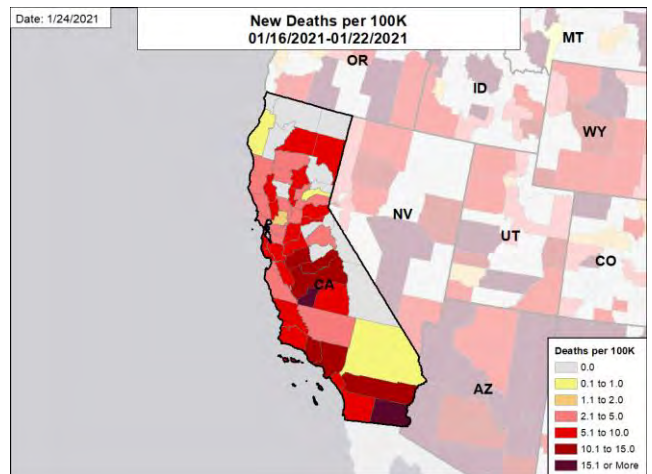 Date: 1/24/2021
New Deaths per 100K
01/16/2021-01/22/2021
MT
OR
ID
WY
NV
UT
CO
CA
AZ
Deaths per 100K
0.0
0.1 to 1.0
1.1 to 2.0
2.1 to 5.0
5.1 to 10.0
10.1 to 15.0
15.1 or More